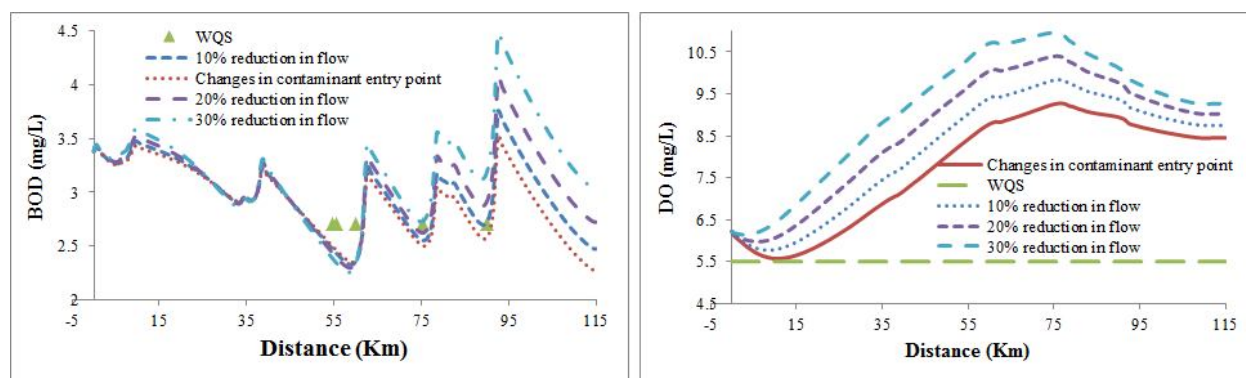 4.5
4
3.5
3
2.5
2
-5
15
35
55
75
95
115
BOD (mg/L)
Distance (Km)
WQS
10% reduction in flow
Changes in contaminant entry point
20% reduction in flow
30% reduction in flow
10.5
9.5
8.5
7.5
6.5
5.5
4.5
-5
15
35
55
75
95
115
DO (mg/L)
Distance (Km)
Changes in contaminant entry point
WQS
10% reduction in flow
20% reduction in flow
30% reduction in flow